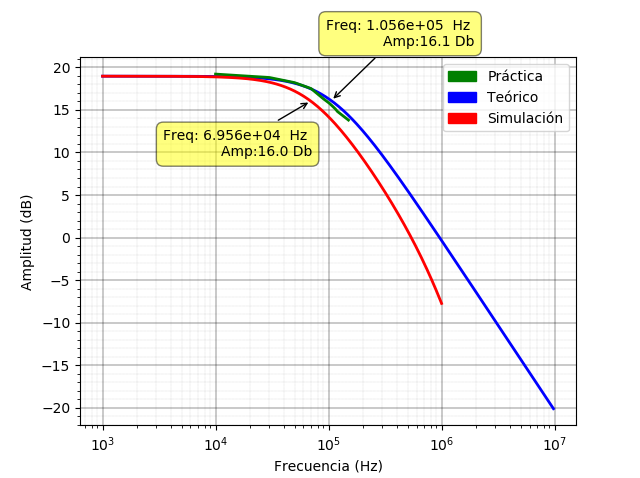 Freq: 1.056e+05 Hz
Amp:16.1 Db
Práctica
Teórico
Simulación
Freq: 6.956e+04 Hz
Amp:16.0 Db
Amplitud (dB)
20
15
10
5
0
−5
−10
−15
−20
10³ 10⁴ 10⁵ 10⁶ 10⁷
Frecuencia (Hz)